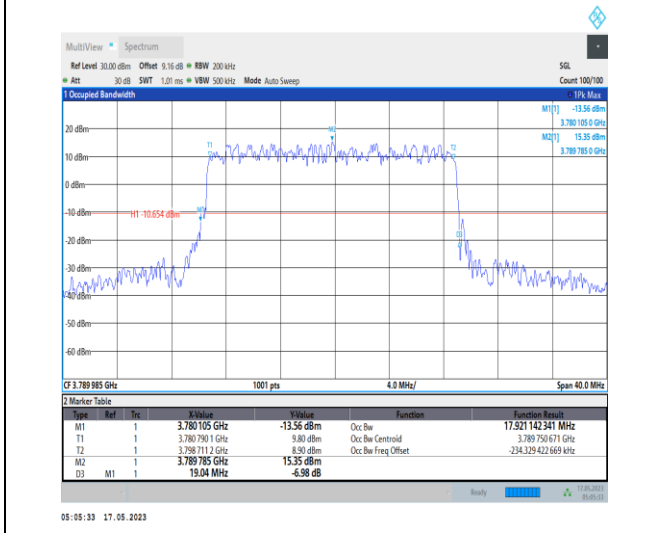 MultiView Spectrum
Ref Level 30.00 dBm Offset 9.16 dB RBW 200 kHz SGL
Att 30 dB SWT 1.01 ms VBW 500 kHz Mode Auto Sweep Count 100/100
1 Occupied Bandwidth 1Pk Max
M1[1] -13.56 dBm
3.780 105 0 GHz
M2[1] 15.35 dBm
3.789 785 0 GHz
20 dBm
T1
M2
T2
10 dBm
0 dBm
-10 dBm
H1 -10.654 dBm
M1
-20 dBm
D3
-30 dBm
-40 dBm
-50 dBm
-60 dBm
CF 3.789 985 GHz 1001 pts 4.0 MHz/ Span 40.0 MHz
2 Marker Table
Type Ref Trc X-Value Y-Value Function Function Result
M1 1 3.780 105 GHz -13.56 dBm Occ Bw 17.921 142 341 MHz
T1 1 3.780 790 1 GHz 9.80 dBm Occ Bw Centroid 3.789 750 671 GHz
T2 1 3.798 711 2 GHz 8.90 dBm Occ Bw Freq Offset -234.329 422 669 kHz
M2 1 3.789 785 GHz 15.35 dBm
D3 M1 1 19.04 MHz -6.98 dB
Ready 17.05.2023
05:05:33
05:05:33 17.05.2023